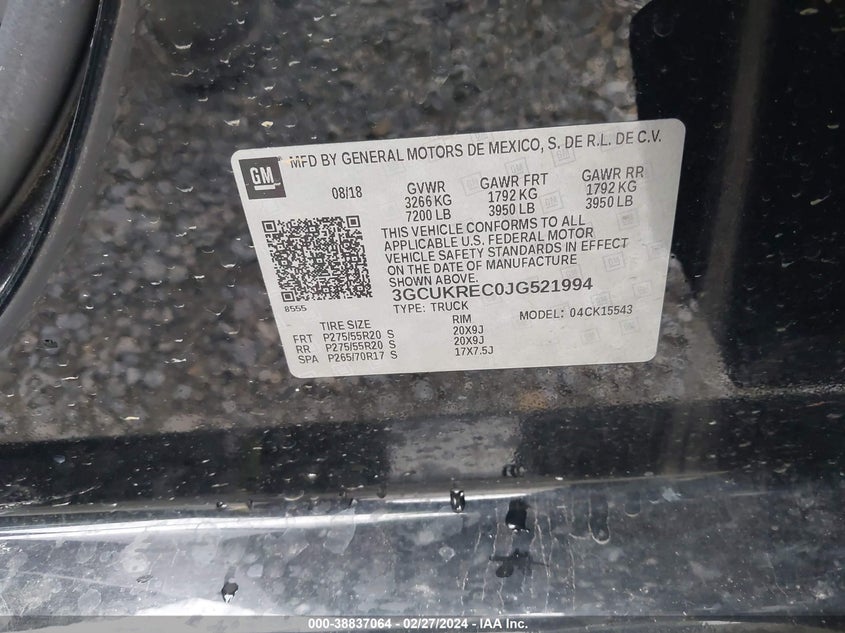 GM
MFD BY GENERAL MOTORS DE MEXICO, S. DE R.L. DE C.V.
08/18 GVWR GAWR FRT GAWR RR
3266 KG 1792 KG 1792 KG
7200 LB 3950 LB 3950 LB
THIS VEHICLE CONFORMS TO ALL
APPLICABLE U.S. FEDERAL MOTOR
VEHICLE SAFETY STANDARDS IN EFFECT
ON THE DATE OF MANUFACTURE
SHOWN ABOVE.
8555
3GCUKREC0JG521994
TYPE: TRUCK MODEL: 04CK15543
TIRE SIZE RIM
FRT P275/55R20 S 20X9J
RR P275/55R20 S 20X9J
SPA P265/70R17 S 17X7.5J
000-38837064 - 02/27/2024 - IAA Inc.